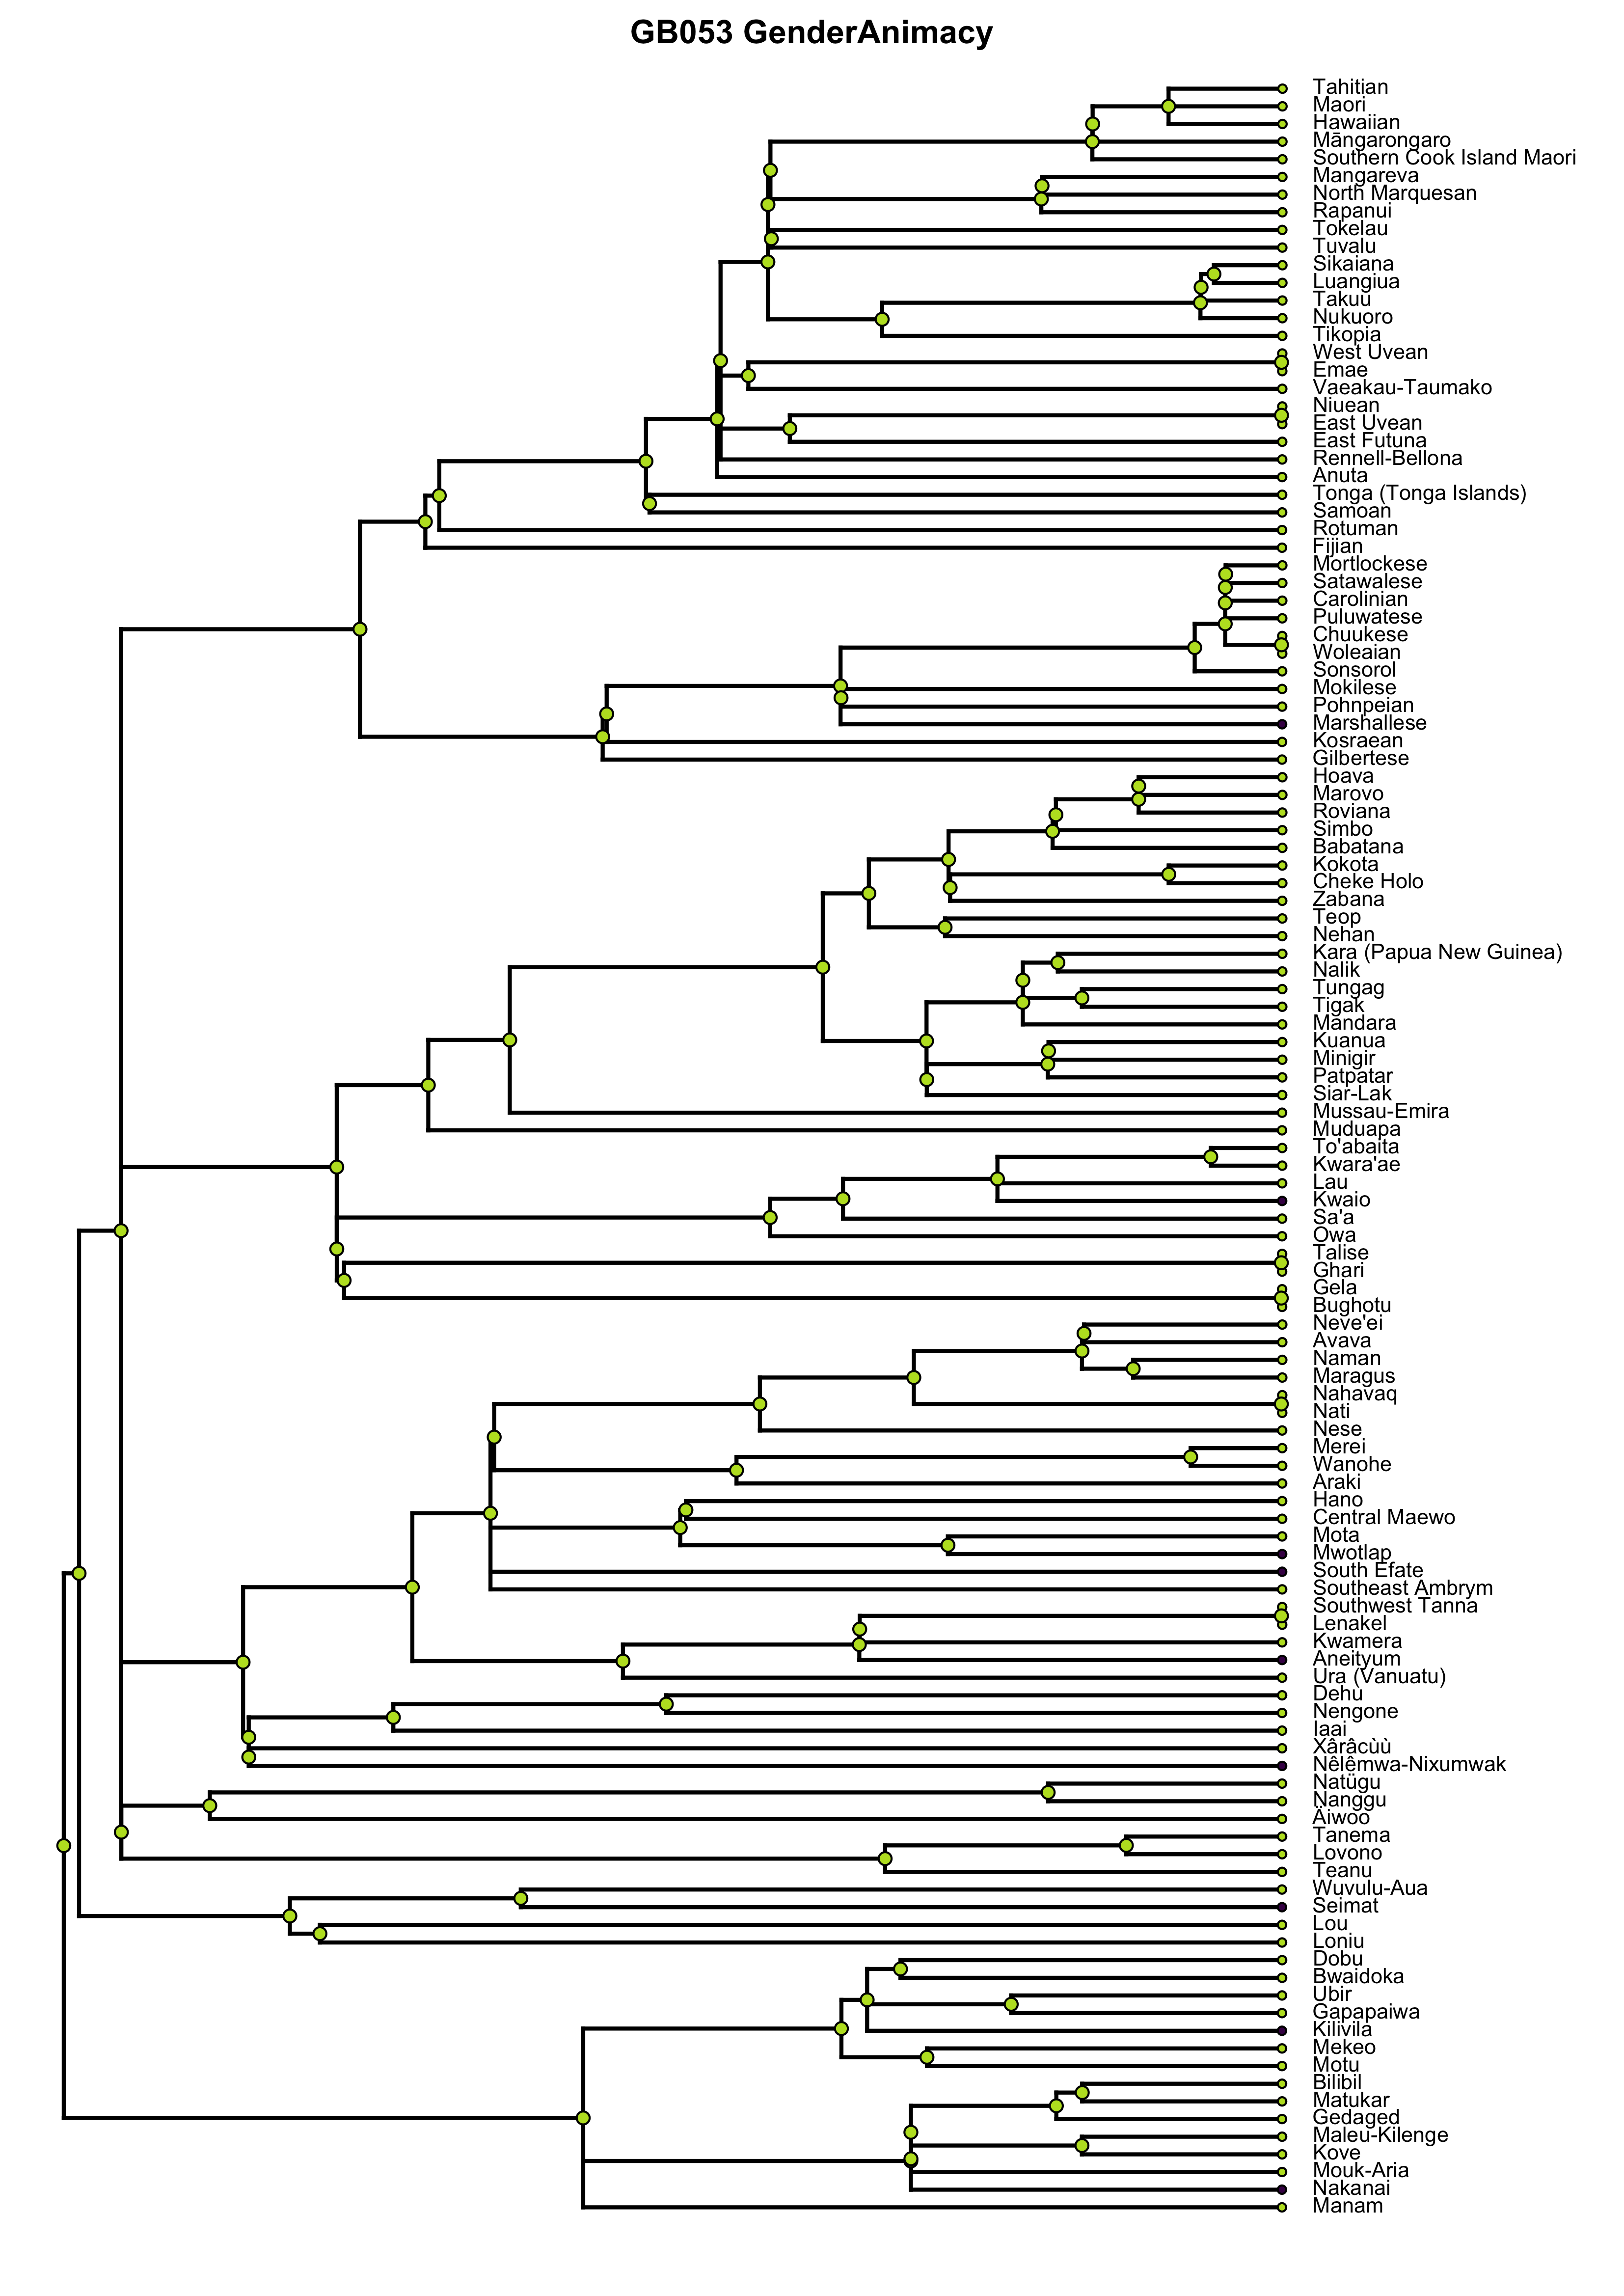 GB053 GenderAnimacy
Tahitian
Maori
Hawaiian
Māngarongaro
Southern Cook Island Maori
Mangareva
North Marquesan
Rapanui
Tokelau
Tuvalu
Sikaiana
Luangiua
Takuu
Nukuoro
Tikopia
West Uvean
Emae
Vaeakau-Taumako
Niuean
East Uvean
East Futuna
Rennell-Bellona
Anuta
Tonga (Tonga Islands)
Samoan
Rotuman
Fijian
Mortlockese
Satawalese
Carolinian
Puluwatese
Chuukese
Woleaian
Sonsorol
Mokilese
Pohnpeian
Marshallese
Kosraean
Gilbertese
Hoava
Marovo
Roviana
Simbo
Babatana
Kokota
Cheke Holo
Zabana
Teop
Nehan
Kara (Papua New Guinea)
Nalik
Tungag
Tigak
Mandara
Kuanua
Minigir
Patpatar
Siar-Lak
Mussau-Emira
Muduapa
To'abaita
Kwara'ae
Lau
Kwaio
Sa'a
Owa
Talise
Ghari
Gela
Bughotu
Neve'ei
Avava
Naman
Maragus
Nahavaq
Nati
Nese
Merei
Wanohe
Araki
Hano
Central Maewo
Mota
Mwotlap
South Efate
Southeast Ambrym
Southwest Tanna
Lenakel
Kwamera
Aneityum
Ura (Vanuatu)
Dehu
Nengone
Iaai
Xârâcùù
Nêlêmwa-Nixumwak
Natügu
Nanggu
Äiwoo
Tanema
Lovono
Teanu
Wuvulu-Aua
Seimat
Lou
Loniu
Dobu
Bwaidoka
Ubir
Gapapaiwa
Kilivila
Mekeo
Motu
Bilibil
Matukar
Gedaged
Maleu-Kilenge
Kove
Mouk-Aria
Nakanai
Manam